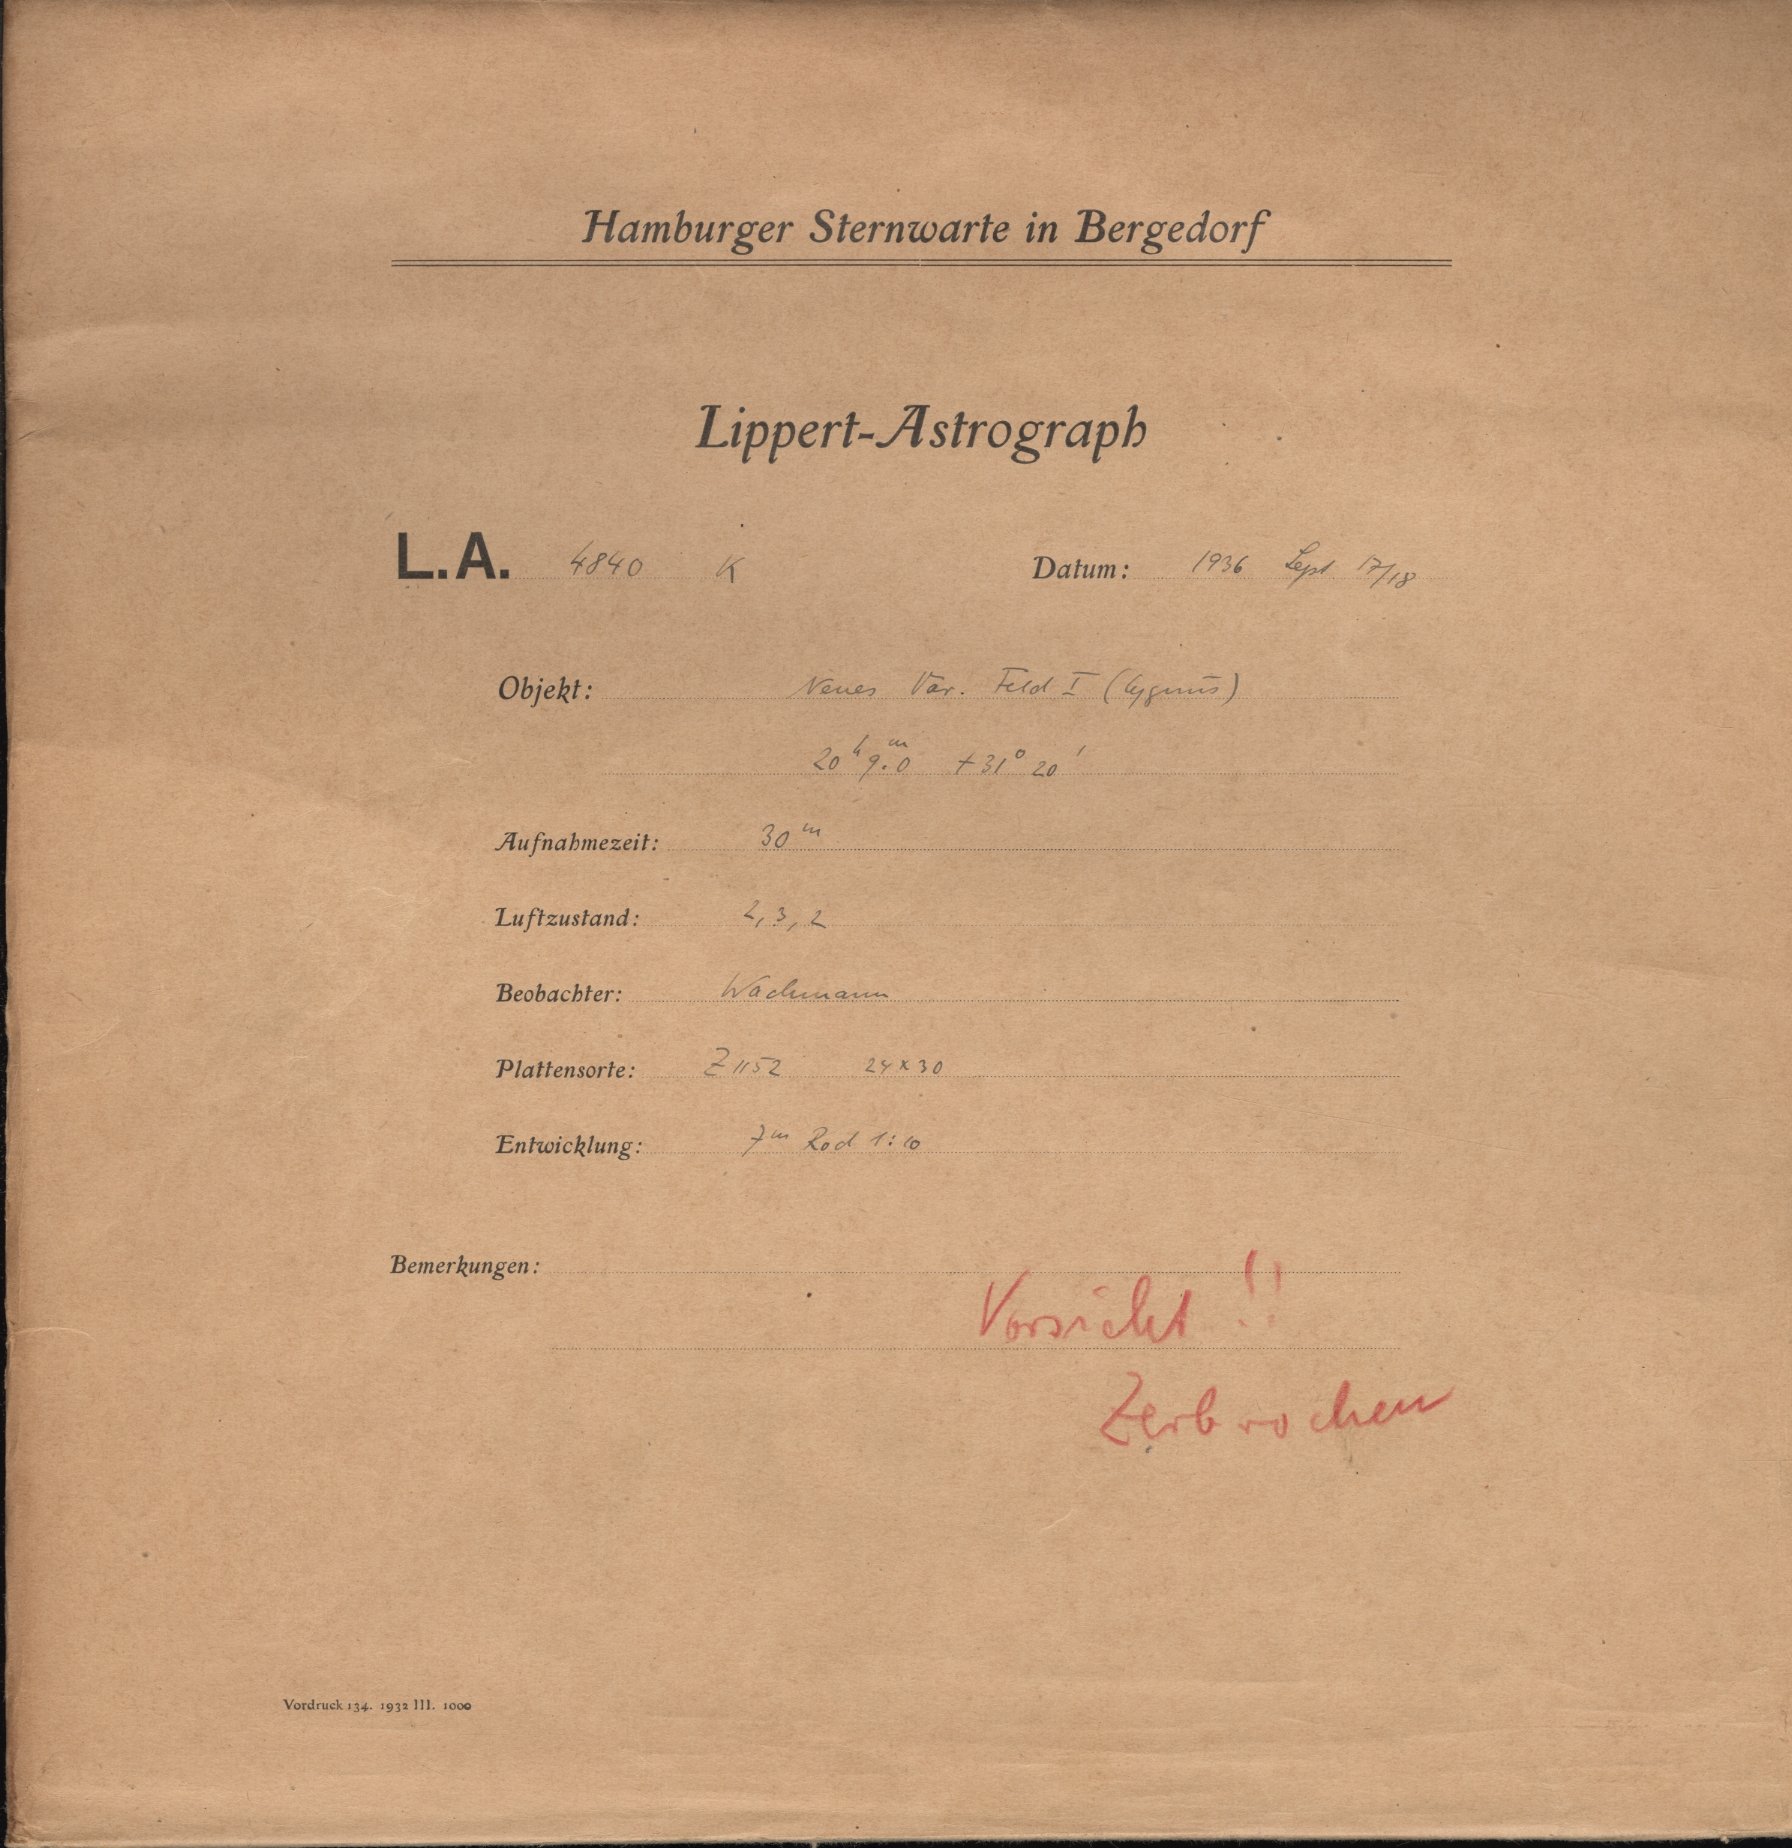 Hamburger Sternwarte in Bergedorf
Lippert-Astrograph
L.A. 4840 K Datum: 1936 Sept 17/18
Objekt: Neues Var. Feld I (Cygnus)
20ʰ 9ᵐ.0 +31° 20'
Aufnahmezeit: 30ᵐ
Luftzustand: 2, 3, 2
Beobachter: Wachmann
Plattensorte: Z 1152 24 x 30
Entwicklung: 7ᵐ Rod 1:10
Bemerkungen:
Vorsicht !!
Zerbrochen
Vordruck 134. 1932 III. 1000